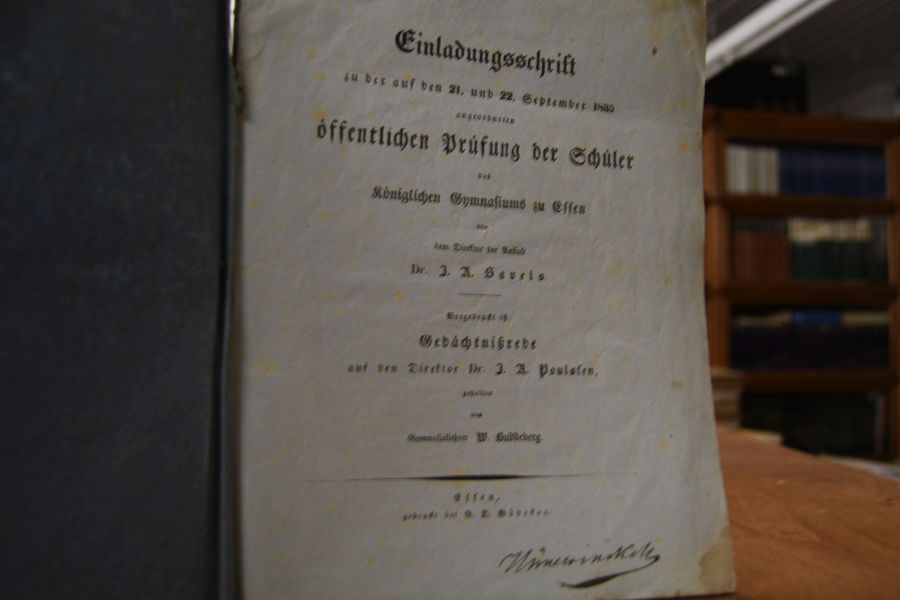 Einladungsschrift
zu der auf den 21. und 22. September 1835
angeordneten
öffentlichen Prüfung der Schüler
des
Königlichen Gymnasiums zu Essen
von
dem Direktor der Anstalt
Dr. J. A. Savels.
Vorgedruckt ist:
Gedächtnißrede
auf den Direktor Dr. J. A. Paulssen,
gehalten
vom
Gymnasiallehrer W. Buddeberg.
Essen,
gedruckt bei G. D. Bädeker.